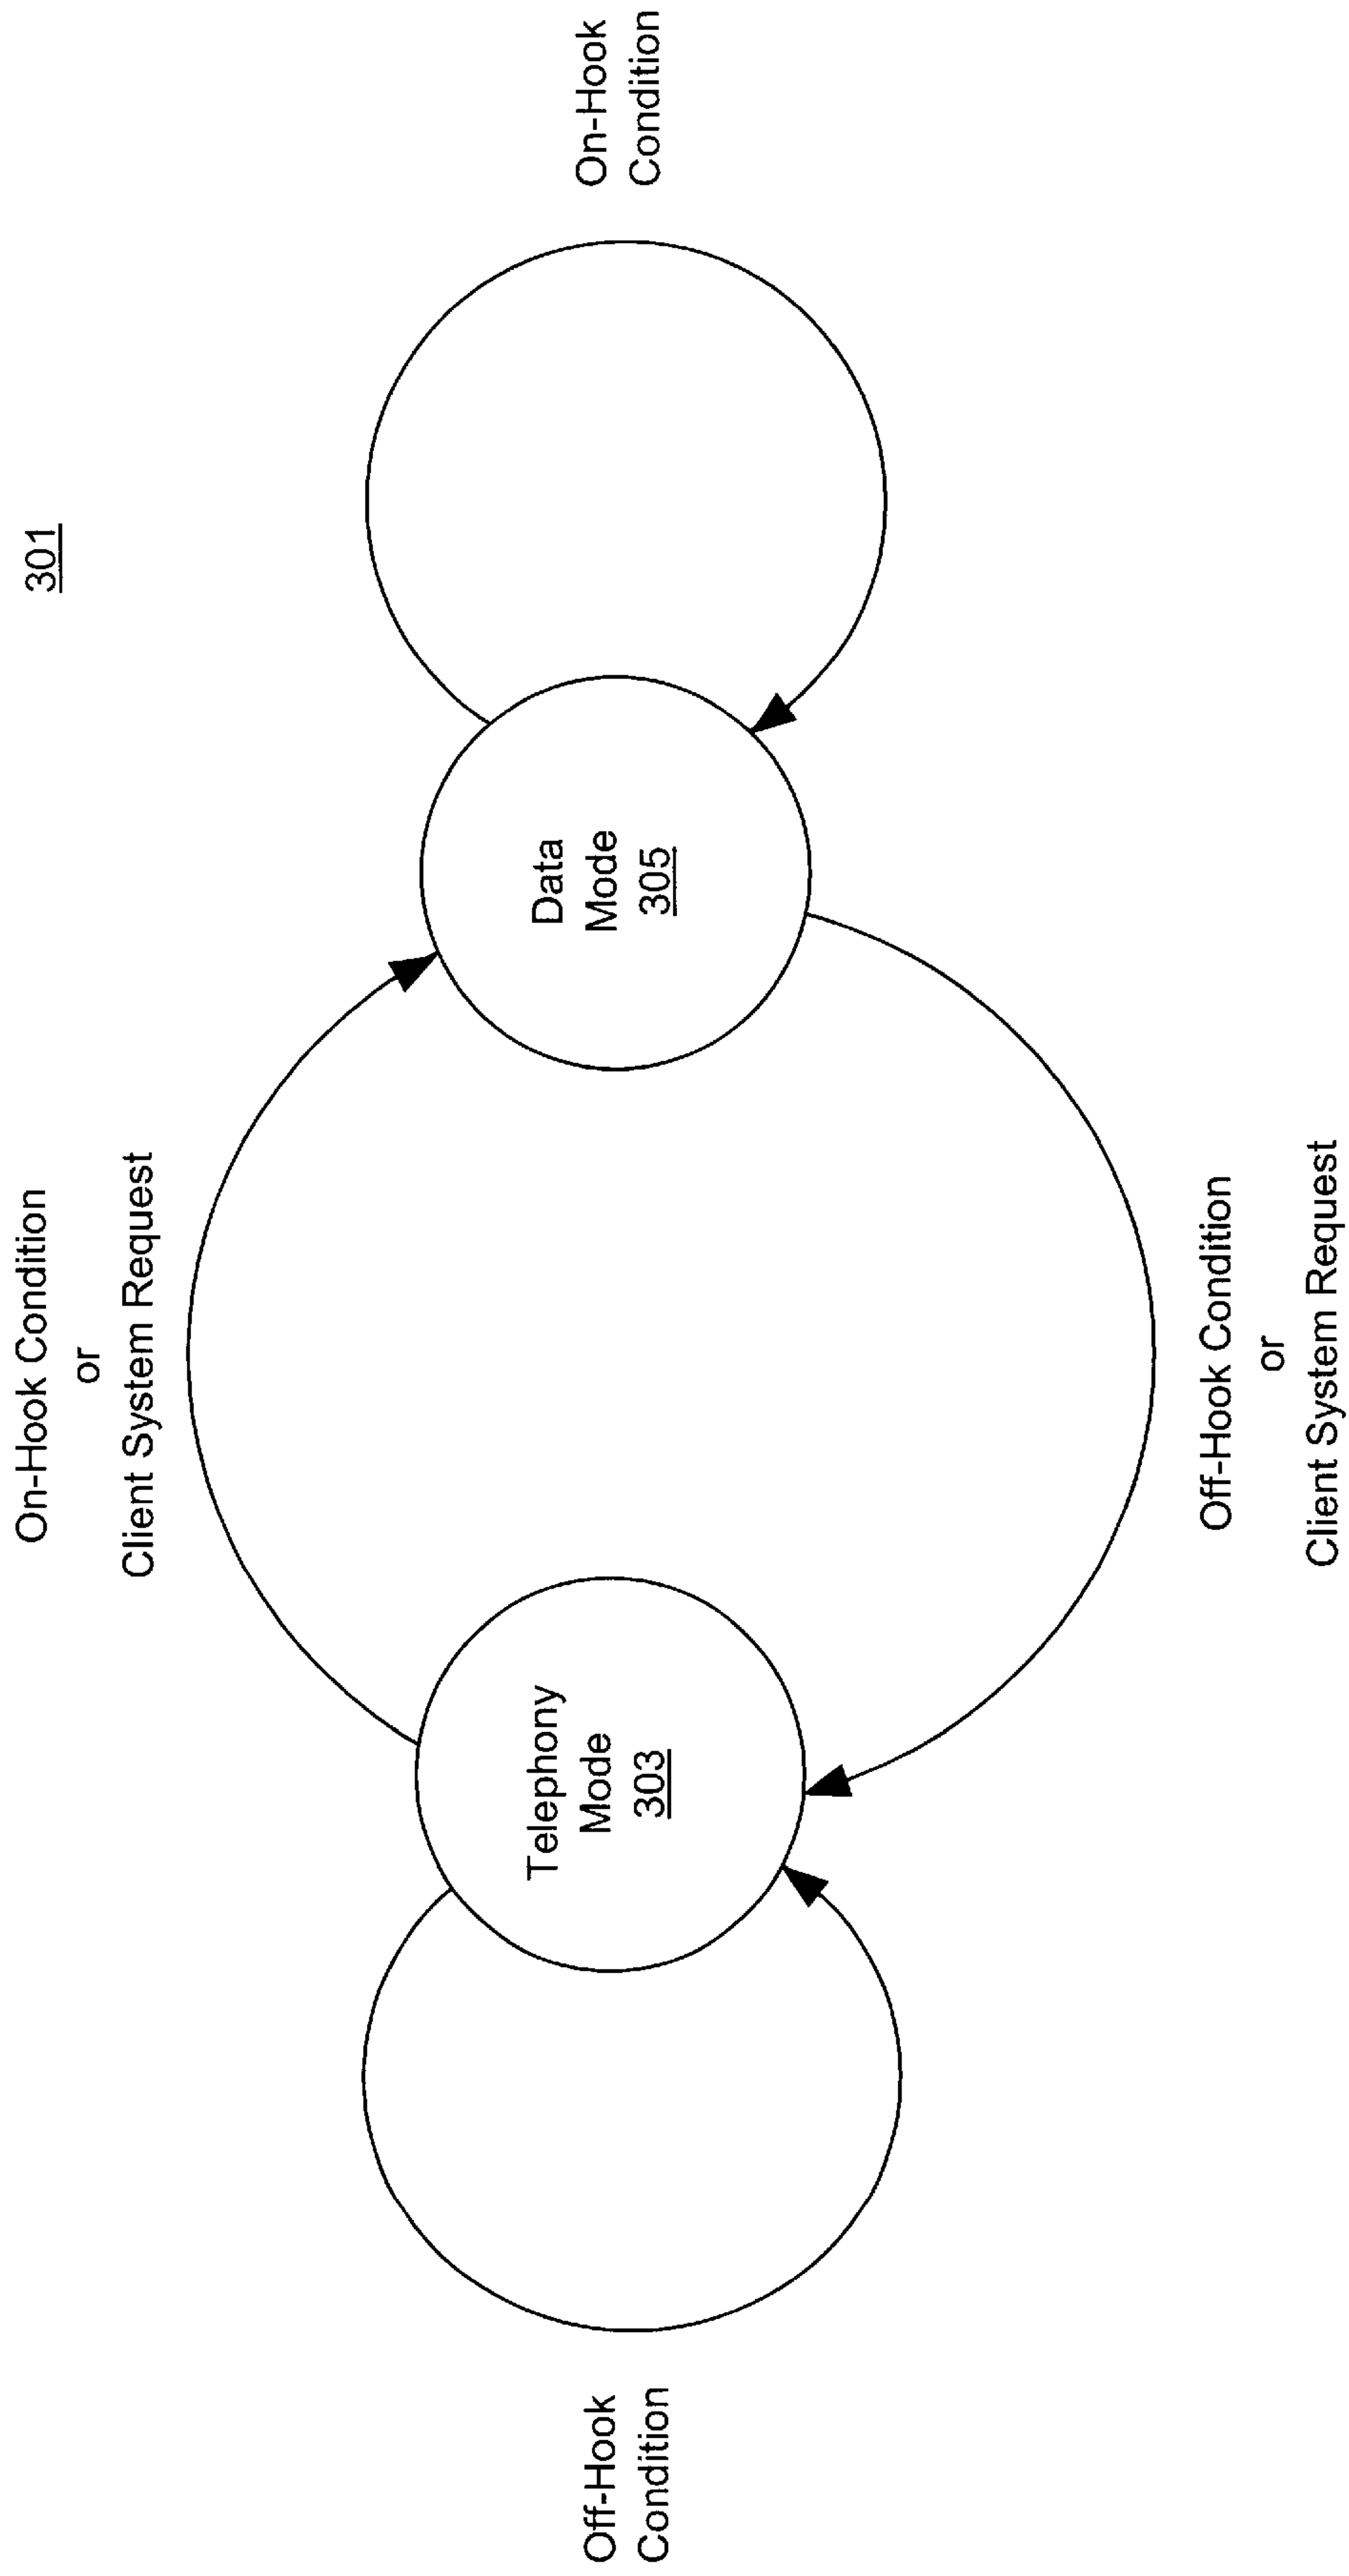 301
On-Hook Condition
or
Client System Request
Off-Hook
Condition
Telephony
Mode
303
Data
Mode
305
On-Hook
Condition
Off-Hook Condition
or
Client System Request